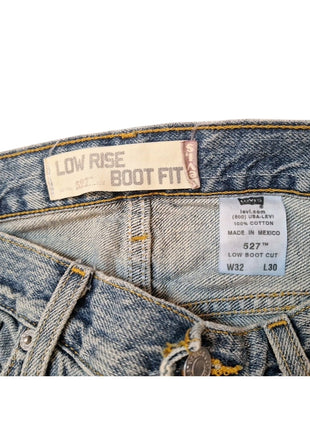 LOW RISE
BOOT FIT
LEVI'S
levi.com
(800) USA-LEVI
100% COTTON
MADE IN MEXICO
527™
LOW BOOT CUT
W32 L30